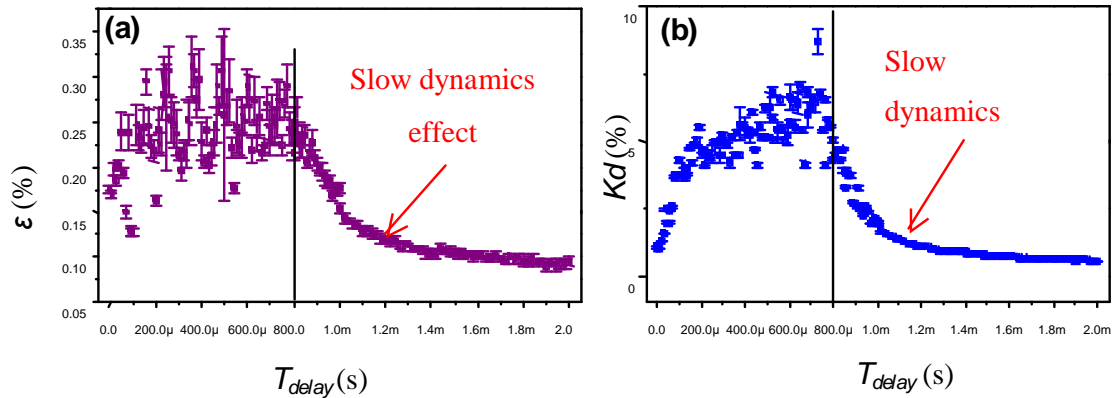 (a)
0.35
0.30
0.25
0.20
0.15
0.10
0.05
ε (%)
Slow dynamics
effect
0.0 200.0µ 400.0µ 600.0µ 800.0 1.0m 1.2m 1.4m 1.6m 1.8m 2.0
T_delay (s)
(b)
10
5
0
Kd (%)
Slow
dynamics
0.0 200.0µ 400.0µ 600.0µ 800.0µ 1.0m 1.2m 1.4m 1.6m 1.8m 2.0m
T_delay (s)